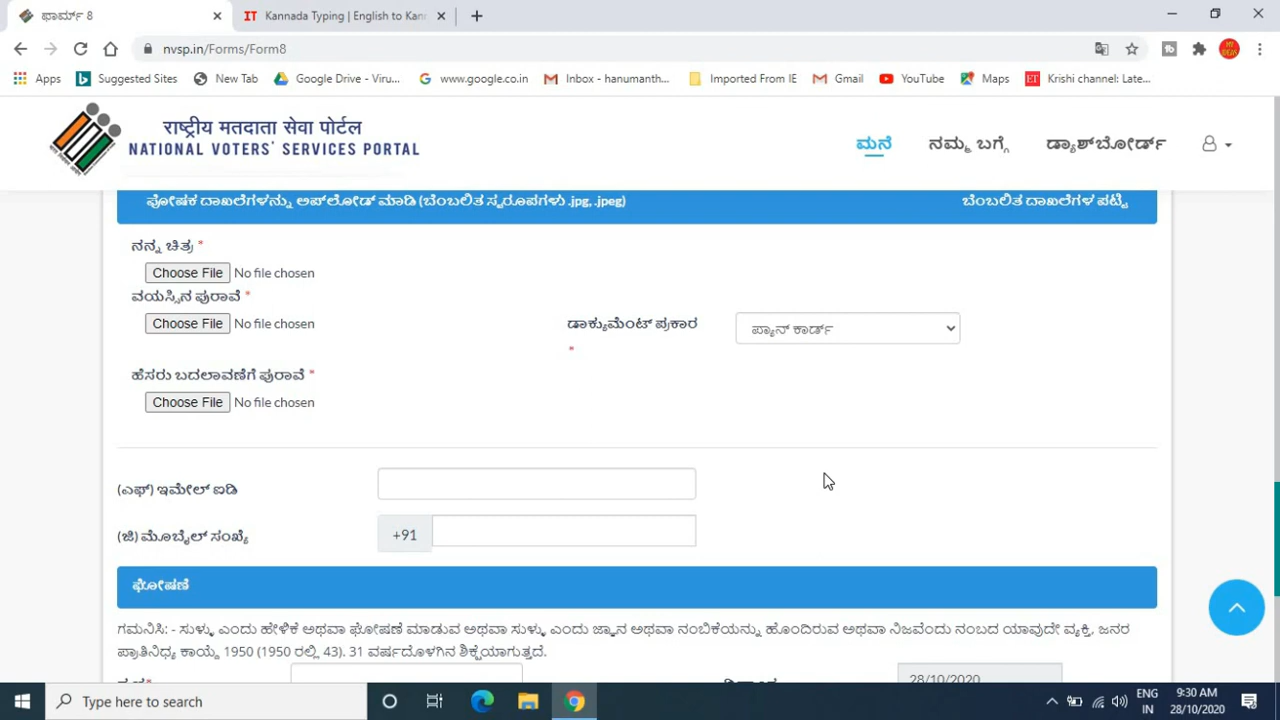 ಫಾರ್ಮ್ 8
IT Kannada Typing | English to Kan
nvsp.in/Forms/Form8
Apps Suggested Sites New Tab Google Drive - Viru... www.google.co.in Inbox - hanumanth... Imported From IE Gmail YouTube Maps ET Krishi channel: Late...
राष्ट्रीय मतदाता सेवा पोर्टल
NATIONAL VOTERS' SERVICES PORTAL
ಮನೆ ನಮ್ಮ ಬಗ್ಗೆ ಡ್ಯಾಶ್‌ಬೋರ್ಡ್
ಪೋಷಕ ದಾಖಲೆಗಳನ್ನು ಅಪ್‌ಲೋಡ್ ಮಾಡಿ (ಬೆಂಬಲಿತ ಸ್ವರೂಪಗಳು .jpg, .jpeg) ಬೆಂಬಲಿತ ದಾಖಲೆಗಳ ಪಟ್ಟಿ
ನನ್ನ ಚಿತ್ರ *
Choose File No file chosen
ವಯಸ್ಸಿನ ಪುರಾವೆ *
Choose File No file chosen
ಡಾಕ್ಯುಮೆಂಟ್ ಪ್ರಕಾರ
*
ಪ್ಯಾನ್ ಕಾರ್ಡ್
ಹೆಸರು ಬದಲಾವಣೆಗೆ ಪುರಾವೆ *
Choose File No file chosen
(ಎಫ್) ಇಮೇಲ್ ಐಡಿ
(ಜಿ) ಮೊಬೈಲ್ ಸಂಖ್ಯೆ +91
ಘೋಷಣೆ
ಗಮನಿಸಿ: - ಸುಳ್ಳು ಎಂದು ಹೇಳಿಕೆ ಅಥವಾ ಘೋಷಣೆ ಮಾಡುವ ಅಥವಾ ಸುಳ್ಳು ಎಂದು ಜ್ಞಾನ ಅಥವಾ ನಂಬಿಕೆಯನ್ನು ಹೊಂದಿರುವ ಅಥವಾ ನಿಜವೆಂದು ನಂಬದ ಯಾವುದೇ ವ್ಯಕ್ತಿ, ಜನರ
ಪ್ರಾತಿನಿಧ್ಯ ಕಾಯ್ದೆ 1950 (1950 ರಲ್ಲಿ 43). 31 ವರ್ಷದೊಳಗಿನ ಶಿಕ್ಷೆಯಾಗುತ್ತದೆ.
28/10/2020
Type here to search
ENG
IN
9:30 AM
28/10/2020